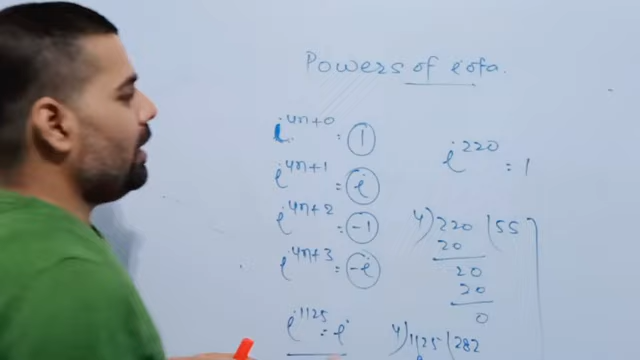 Powers of iota.
i^4n+0 = 1
i^4n+1 = i
i^4n+2 = -1
i^4n+3 = -i
i^1125 = i
i^220 = 1
4)220(55
20
20
20
0
4)1125(282